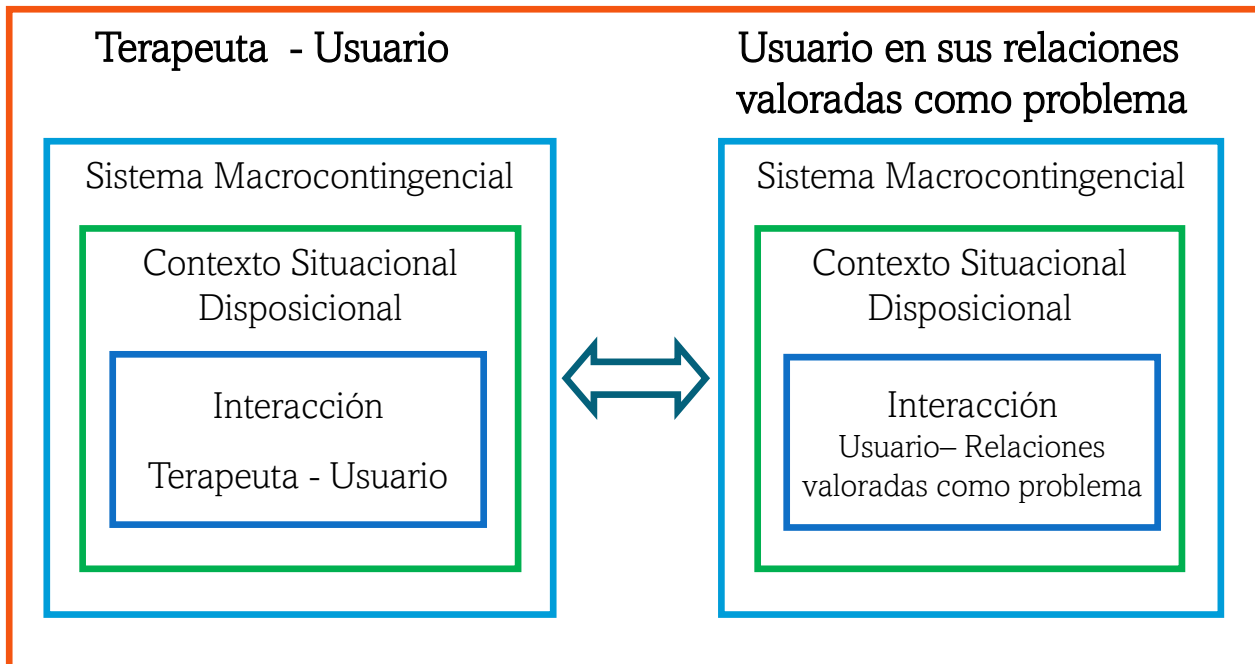 Terapeuta - Usuario
Usuario en sus relaciones
valoradas como problema
Sistema Macrocontingencial
Contexto Situacional
Disposicional
Interacción
Terapeuta - Usuario
Sistema Macrocontingencial
Contexto Situacional
Disposicional
Interacción
Usuario– Relaciones
valoradas como problema